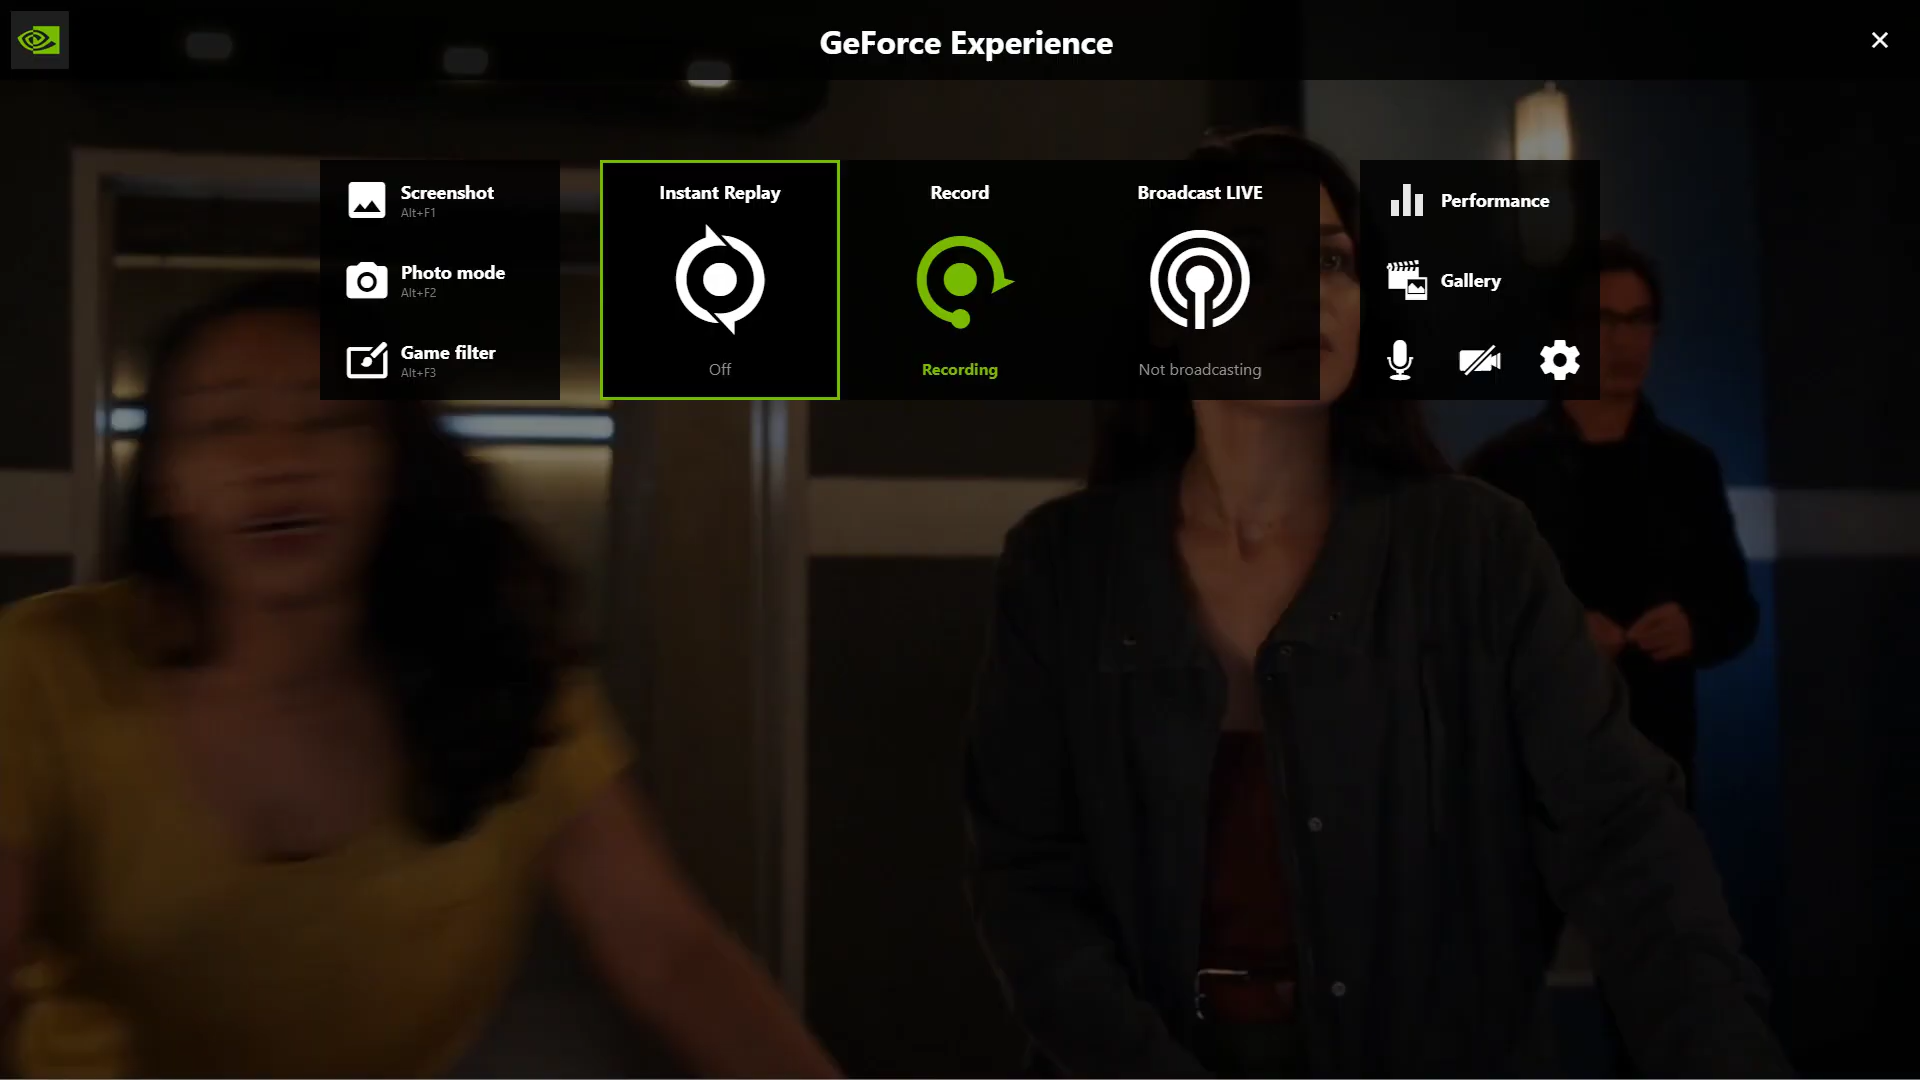 GeForce Experience
Screenshot
Alt+F1
Photo mode
Alt+F2
Game filter
Alt+F3
Instant Replay
Off
Record
Recording
Broadcast LIVE
Not broadcasting
Performance
Gallery